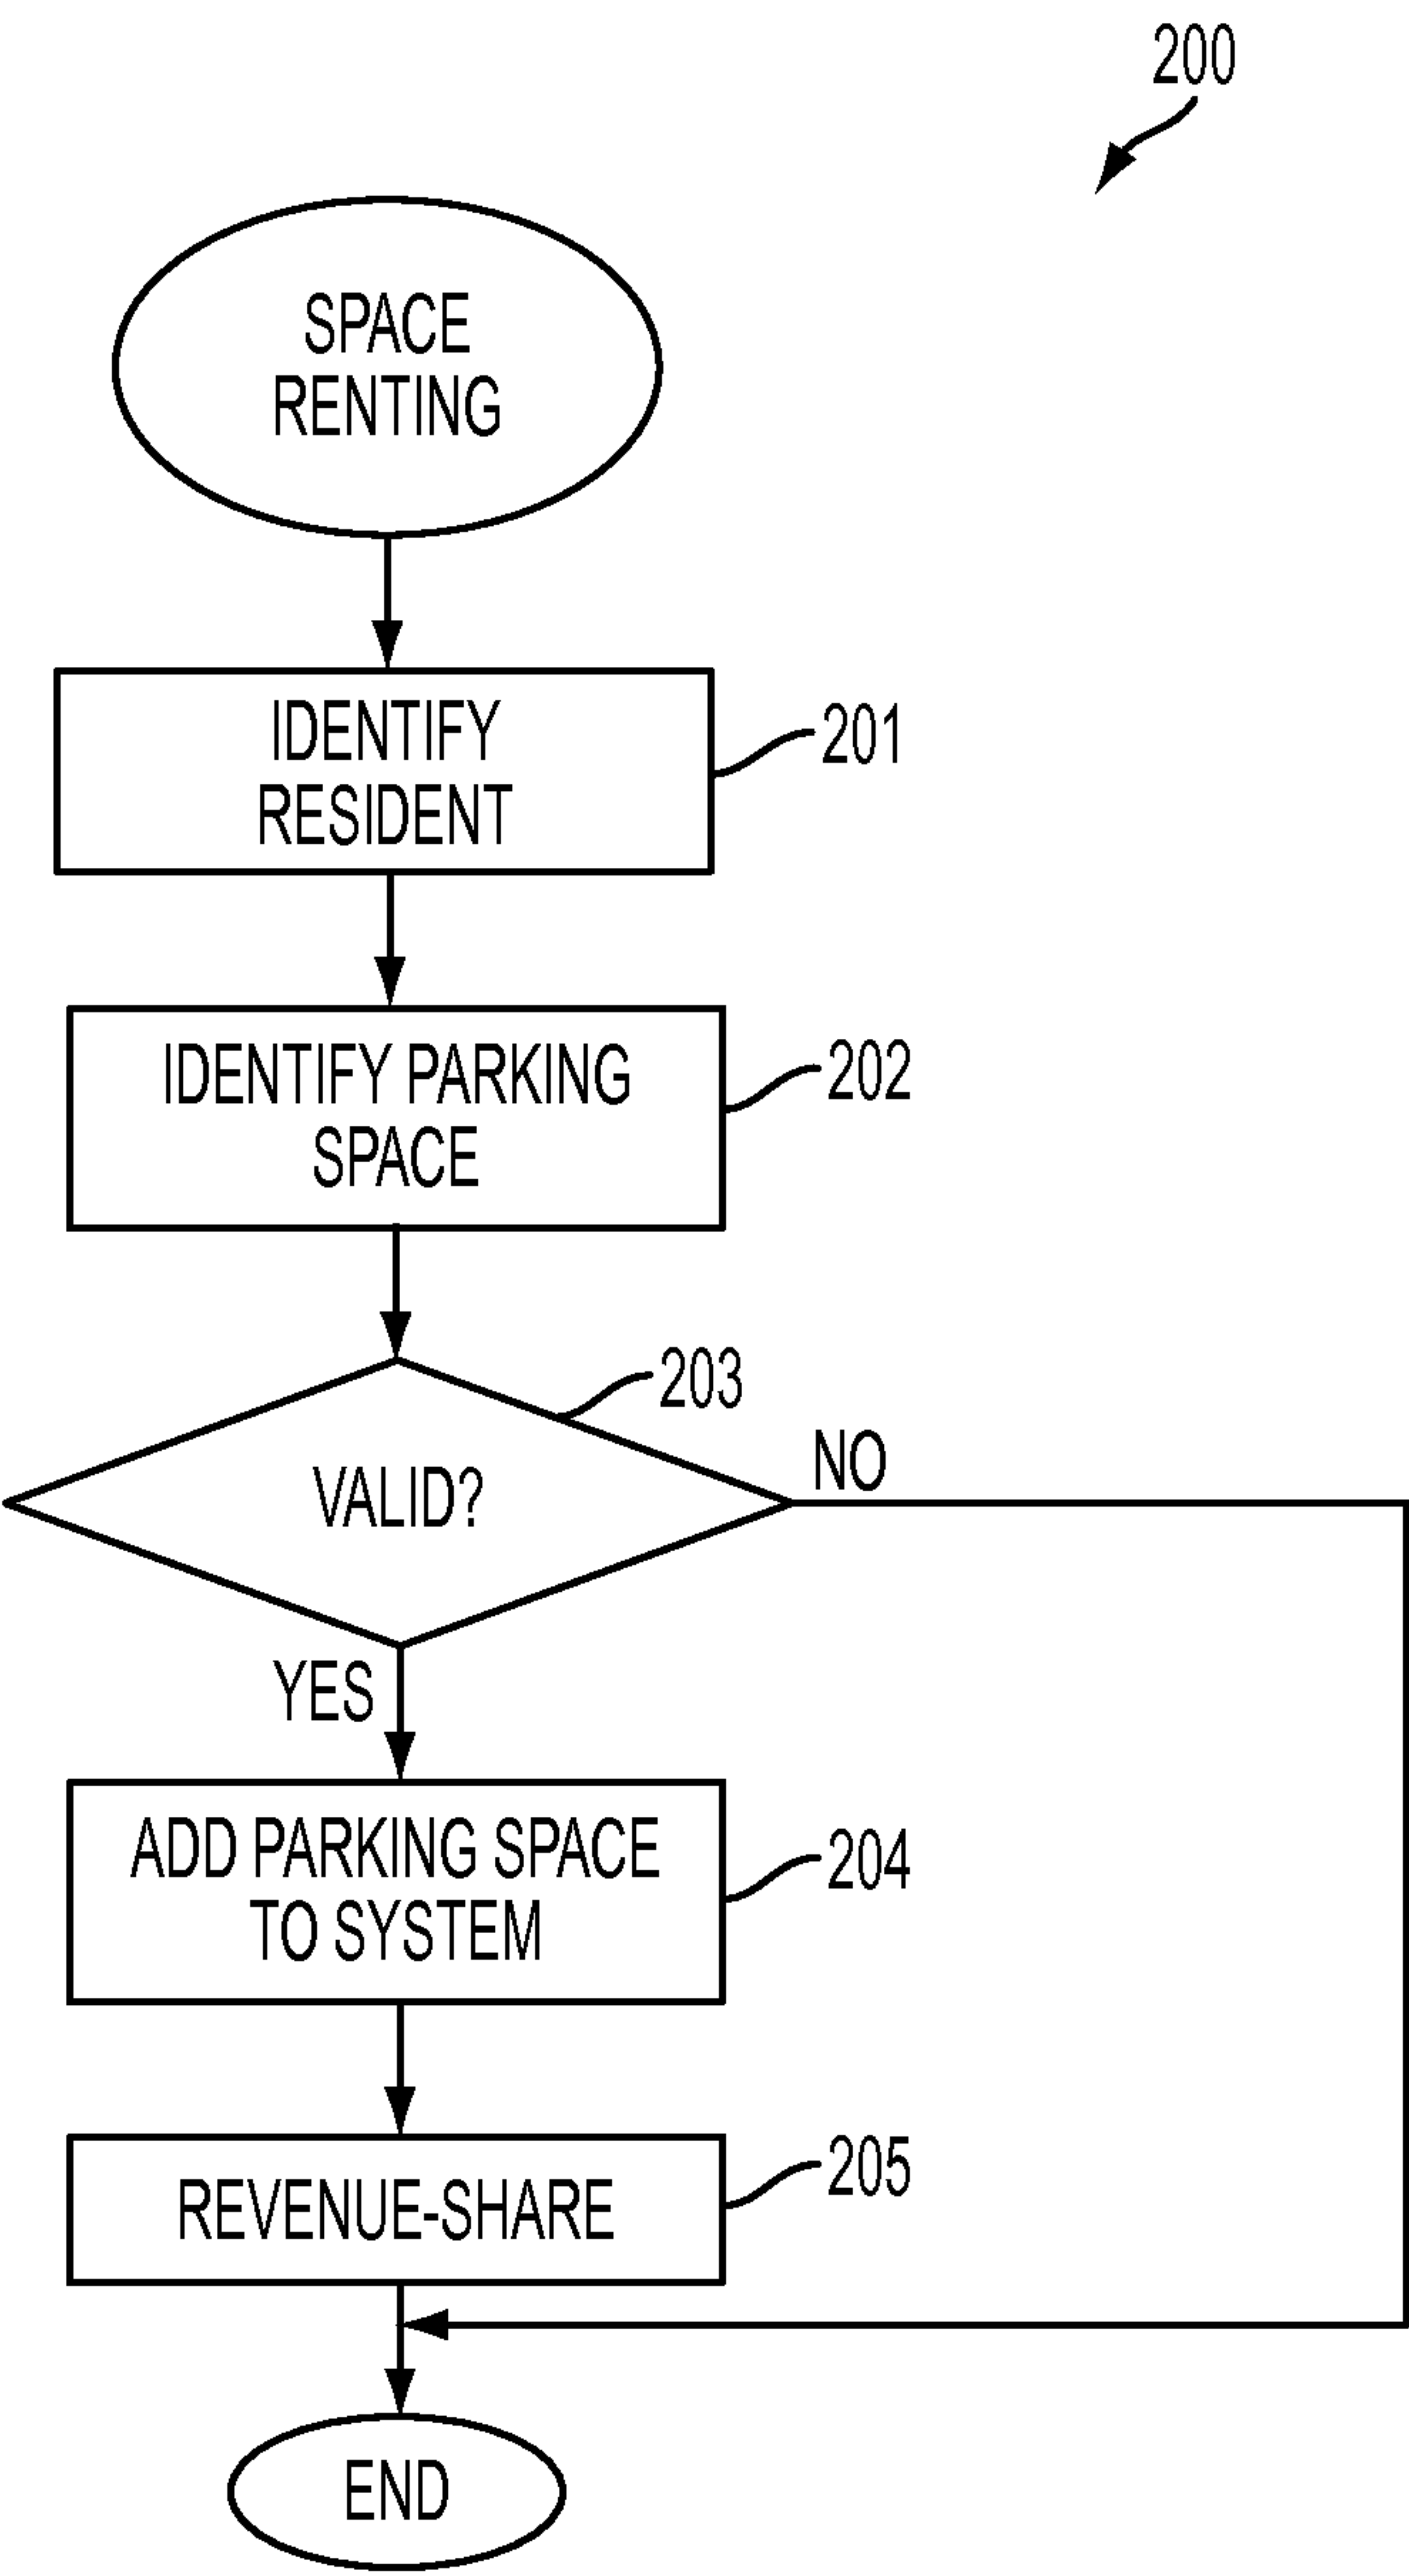 200
SPACE
RENTING
IDENTIFY
RESIDENT
201
IDENTIFY PARKING
SPACE
202
203
VALID?
NO
YES
ADD PARKING SPACE
TO SYSTEM
204
REVENUE-SHARE
205
END